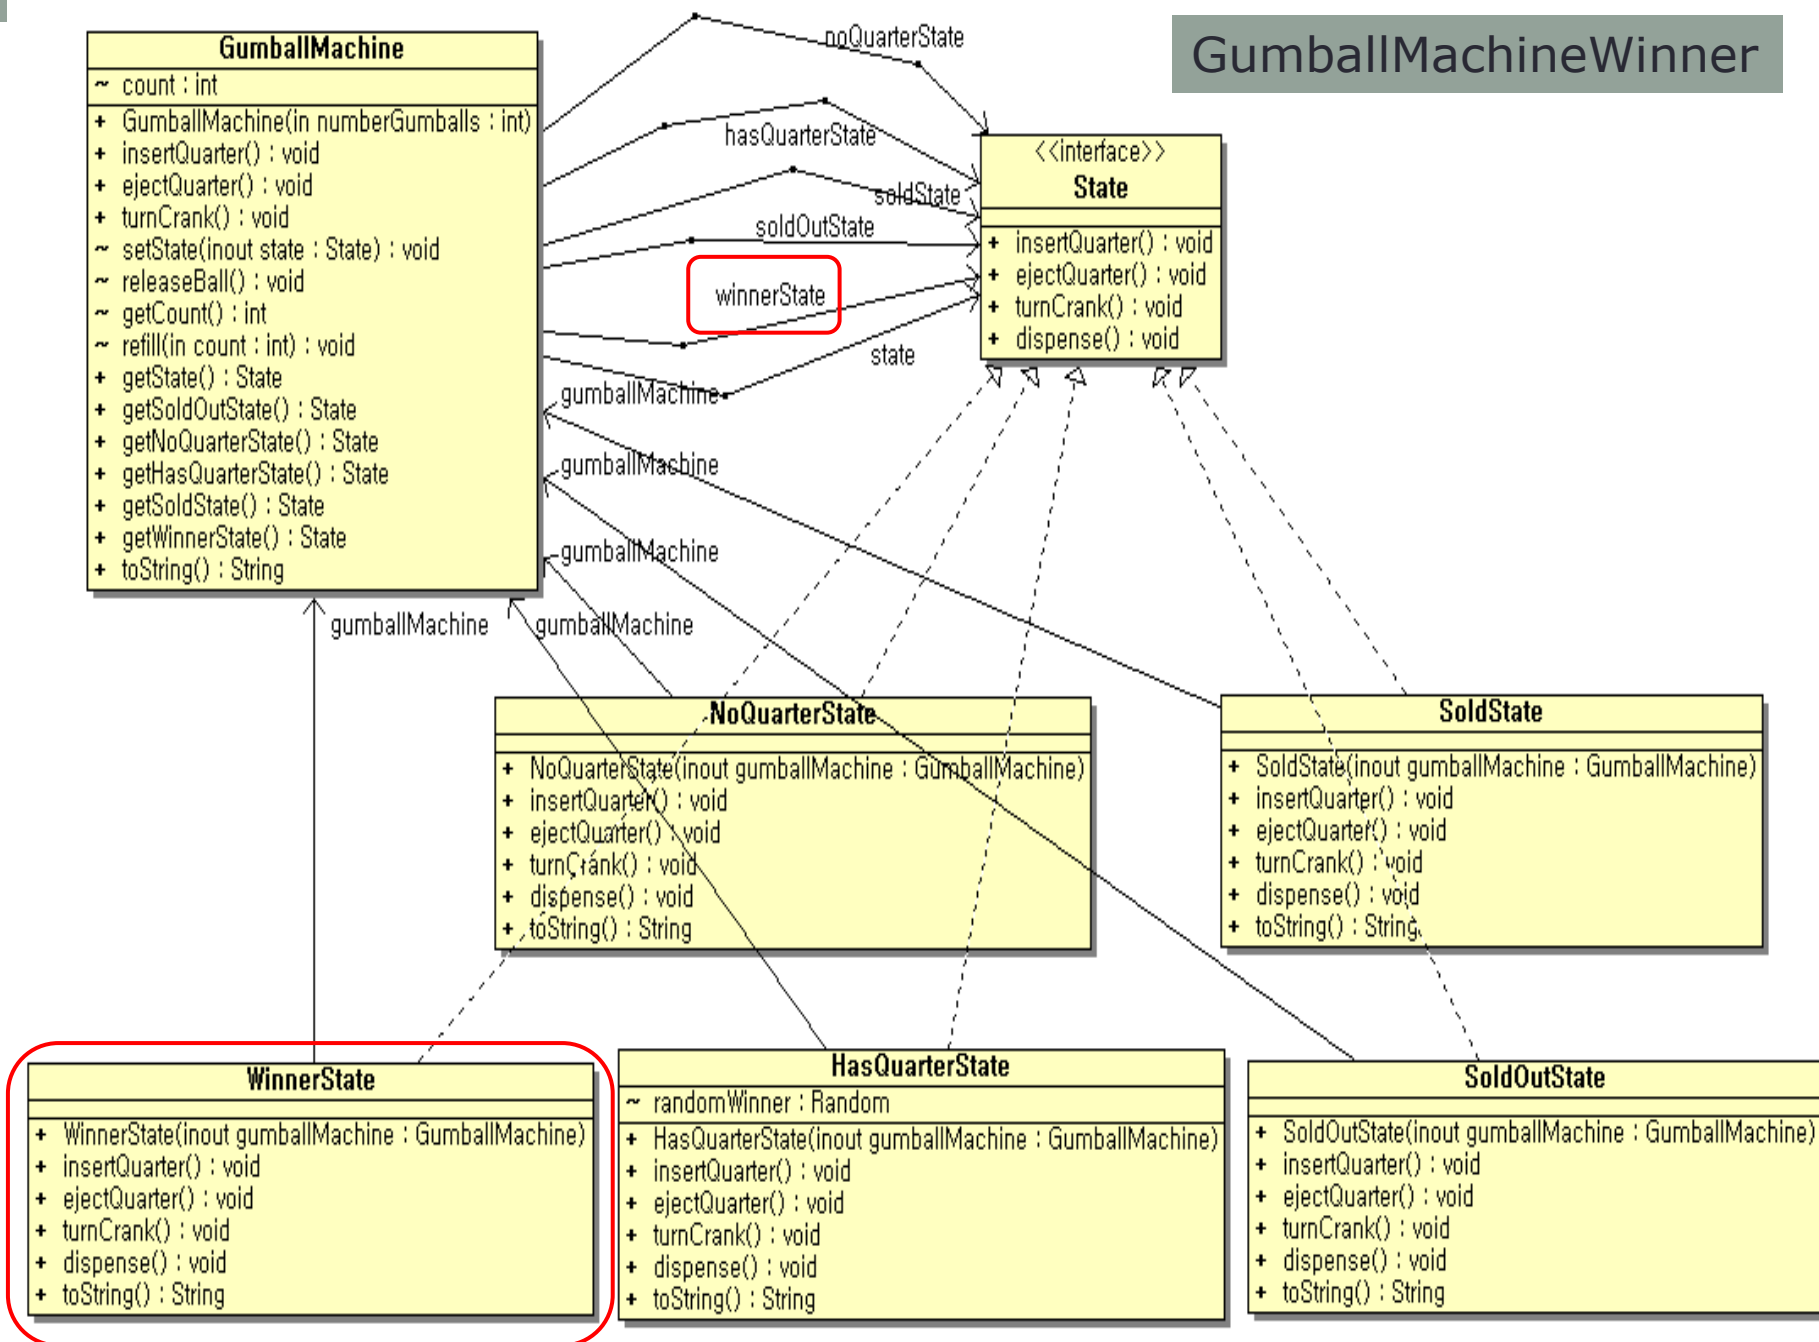 GumballMachineWinner
GumballMachine
~ count : int
+ GumballMachine(in numberGumballs : int)
+ insertQuarter() : void
+ ejectQuarter() : void
+ turnCrank() : void
~ setState(inout state : State) : void
~ releaseBall() : void
~ getCount() : int
~ refill(in count : int) : void
+ getState() : State
+ getSoldOutState() : State
+ getNoQuarterState() : State
+ getHasQuarterState() : State
+ getSoldState() : State
+ getWinnerState() : State
+ toString() : String
noQuarterState
hasQuarterState
soldState
soldOutState
winnerState
state
<<interface>>
State
+ insertQuarter() : void
+ ejectQuarter() : void
+ turnCrank() : void
+ dispense() : void
gumballMachine
gumballMachine
gumballMachine
gumballMachine
gumballMachine
NoQuarterState
+ NoQuarterState(inout gumballMachine : GumballMachine)
+ insertQuarter() : void
+ ejectQuarter() : void
+ turnCrank() : void
+ dispense() : void
+ toString() : String
SoldState
+ SoldState(inout gumballMachine : GumballMachine)
+ insertQuarter() : void
+ ejectQuarter() : void
+ turnCrank() : void
+ dispense() : void
+ toString() : String
WinnerState
+ WinnerState(inout gumballMachine : GumballMachine)
+ insertQuarter() : void
+ ejectQuarter() : void
+ turnCrank() : void
+ dispense() : void
+ toString() : String
HasQuarterState
~ randomWinner : Random
+ HasQuarterState(inout gumballMachine : GumballMachine)
+ insertQuarter() : void
+ ejectQuarter() : void
+ turnCrank() : void
+ dispense() : void
+ toString() : String
SoldOutState
+ SoldOutState(inout gumballMachine : GumballMachine)
+ insertQuarter() : void
+ ejectQuarter() : void
+ turnCrank() : void
+ dispense() : void
+ toString() : String